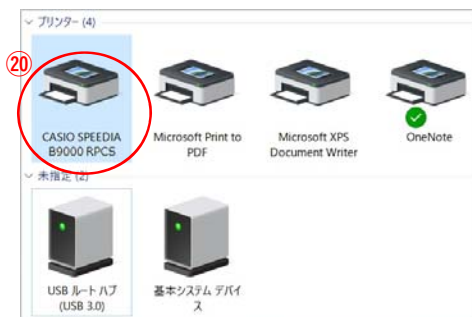 プリンター (4)
⑳
CASIO SPEEDIA
B9000 RPCS
Microsoft Print to
PDF
Microsoft XPS
Document Writer
OneNote
未指定 (2)
USB ルート ハブ
(USB 3.0)
基本システム デバイ
ス